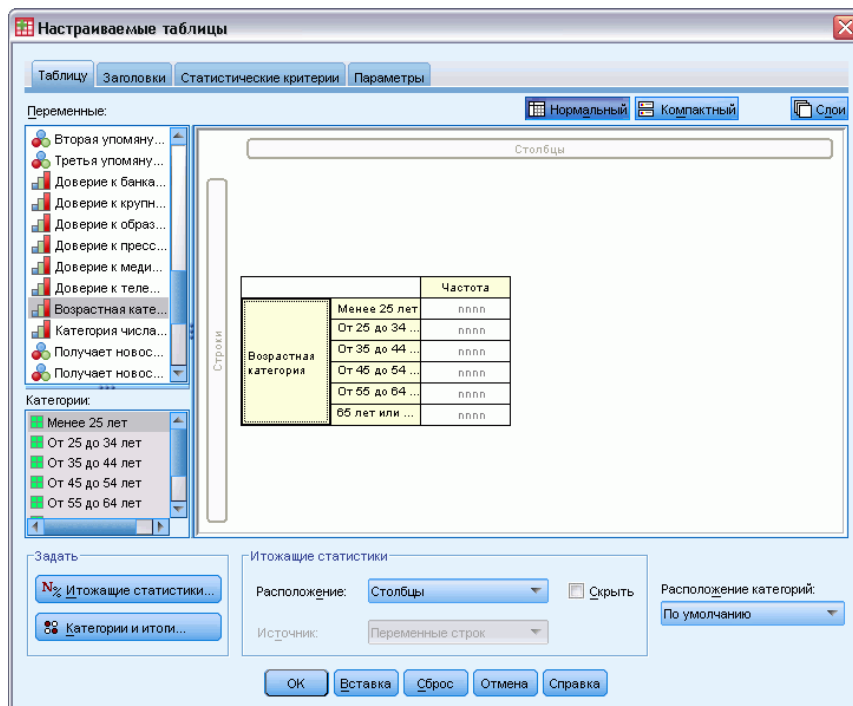 Настраиваемые таблицы
Таблицу Заголовки Статистические критерии Параметры
Переменные:
Нормальный Компактный Слои
Вторая упомяну...
Третья упомяну...
Доверие к банка...
Доверие к крупн...
Доверие к образ...
Доверие к пресс...
Доверие к меди...
Доверие к теле...
Возрастная кате...
Категория числа...
Получает новос...
Получает новос...
Категории:
Менее 25 лет
От 25 до 34 лет
От 35 до 44 лет
От 45 до 54 лет
От 55 до 64 лет
Столбцы
Строки
Частота
Возрастная
категория
Менее 25 лет nnnn
От 25 до 34 ... nnnn
От 35 до 44 ... nnnn
От 45 до 54 ... nnnn
От 55 до 64 ... nnnn
65 лет или ... nnnn
Задать
N% Итожащие статистики...
Категории и итоги...
Итожащие статистики
Расположение: Столбцы Скрыть
Источник: Переменные строк
Расположение категорий:
По умолчанию
OK Вставка Сброс Отмена Справка